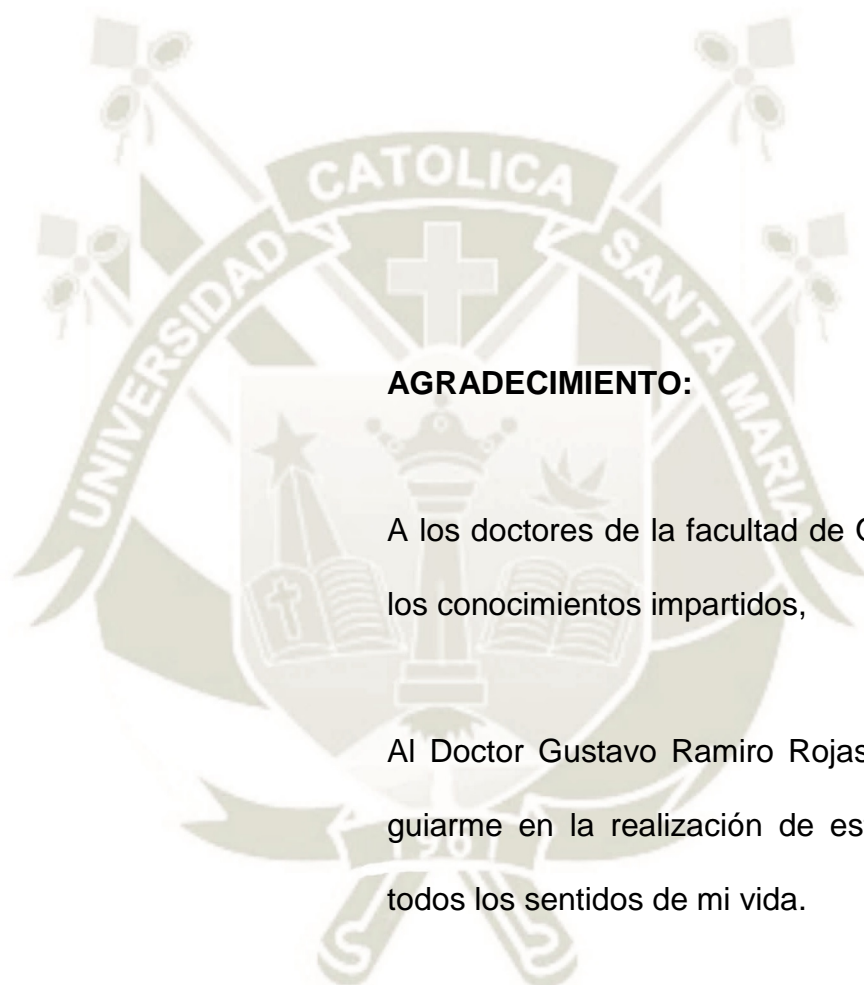 UNIVERSIDAD CATOLICA SANTA MARIA
AGRADECIMIENTO:
A los doctores de la facultad de
los conocimientos impartidos,
Al Doctor Gustavo Ramiro Rojas
guiarme en la realización de es
todos los sentidos de mi vida.